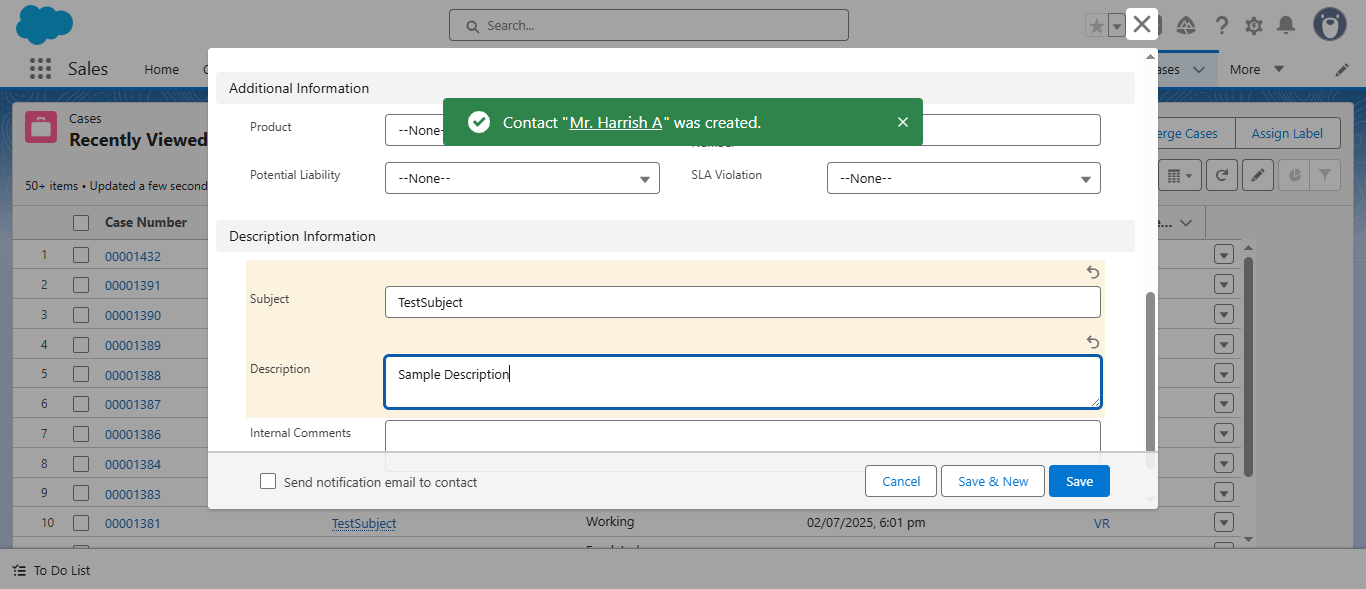 Search...
Sales
Home
ases
More
Cases
Recently Viewed
50+ items • Updated a few second
erge Cases
Assign Label
Case Number
e...
1
00001432
2
00001391
3
00001390
4
00001389
5
00001388
6
00001387
7
00001386
8
00001384
9
00001383
10
00001381
TestSubject
Working
02/07/2025, 6:01 pm
VR
Additional Information
Contact "Mr. Harrish A" was created.
Product
--None-
Number
Potential Liability
--None--
SLA Violation
--None--
Description Information
Subject
TestSubject
Description
Sample Description
Internal Comments
Send notification email to contact
Cancel
Save & New
Save
To Do List